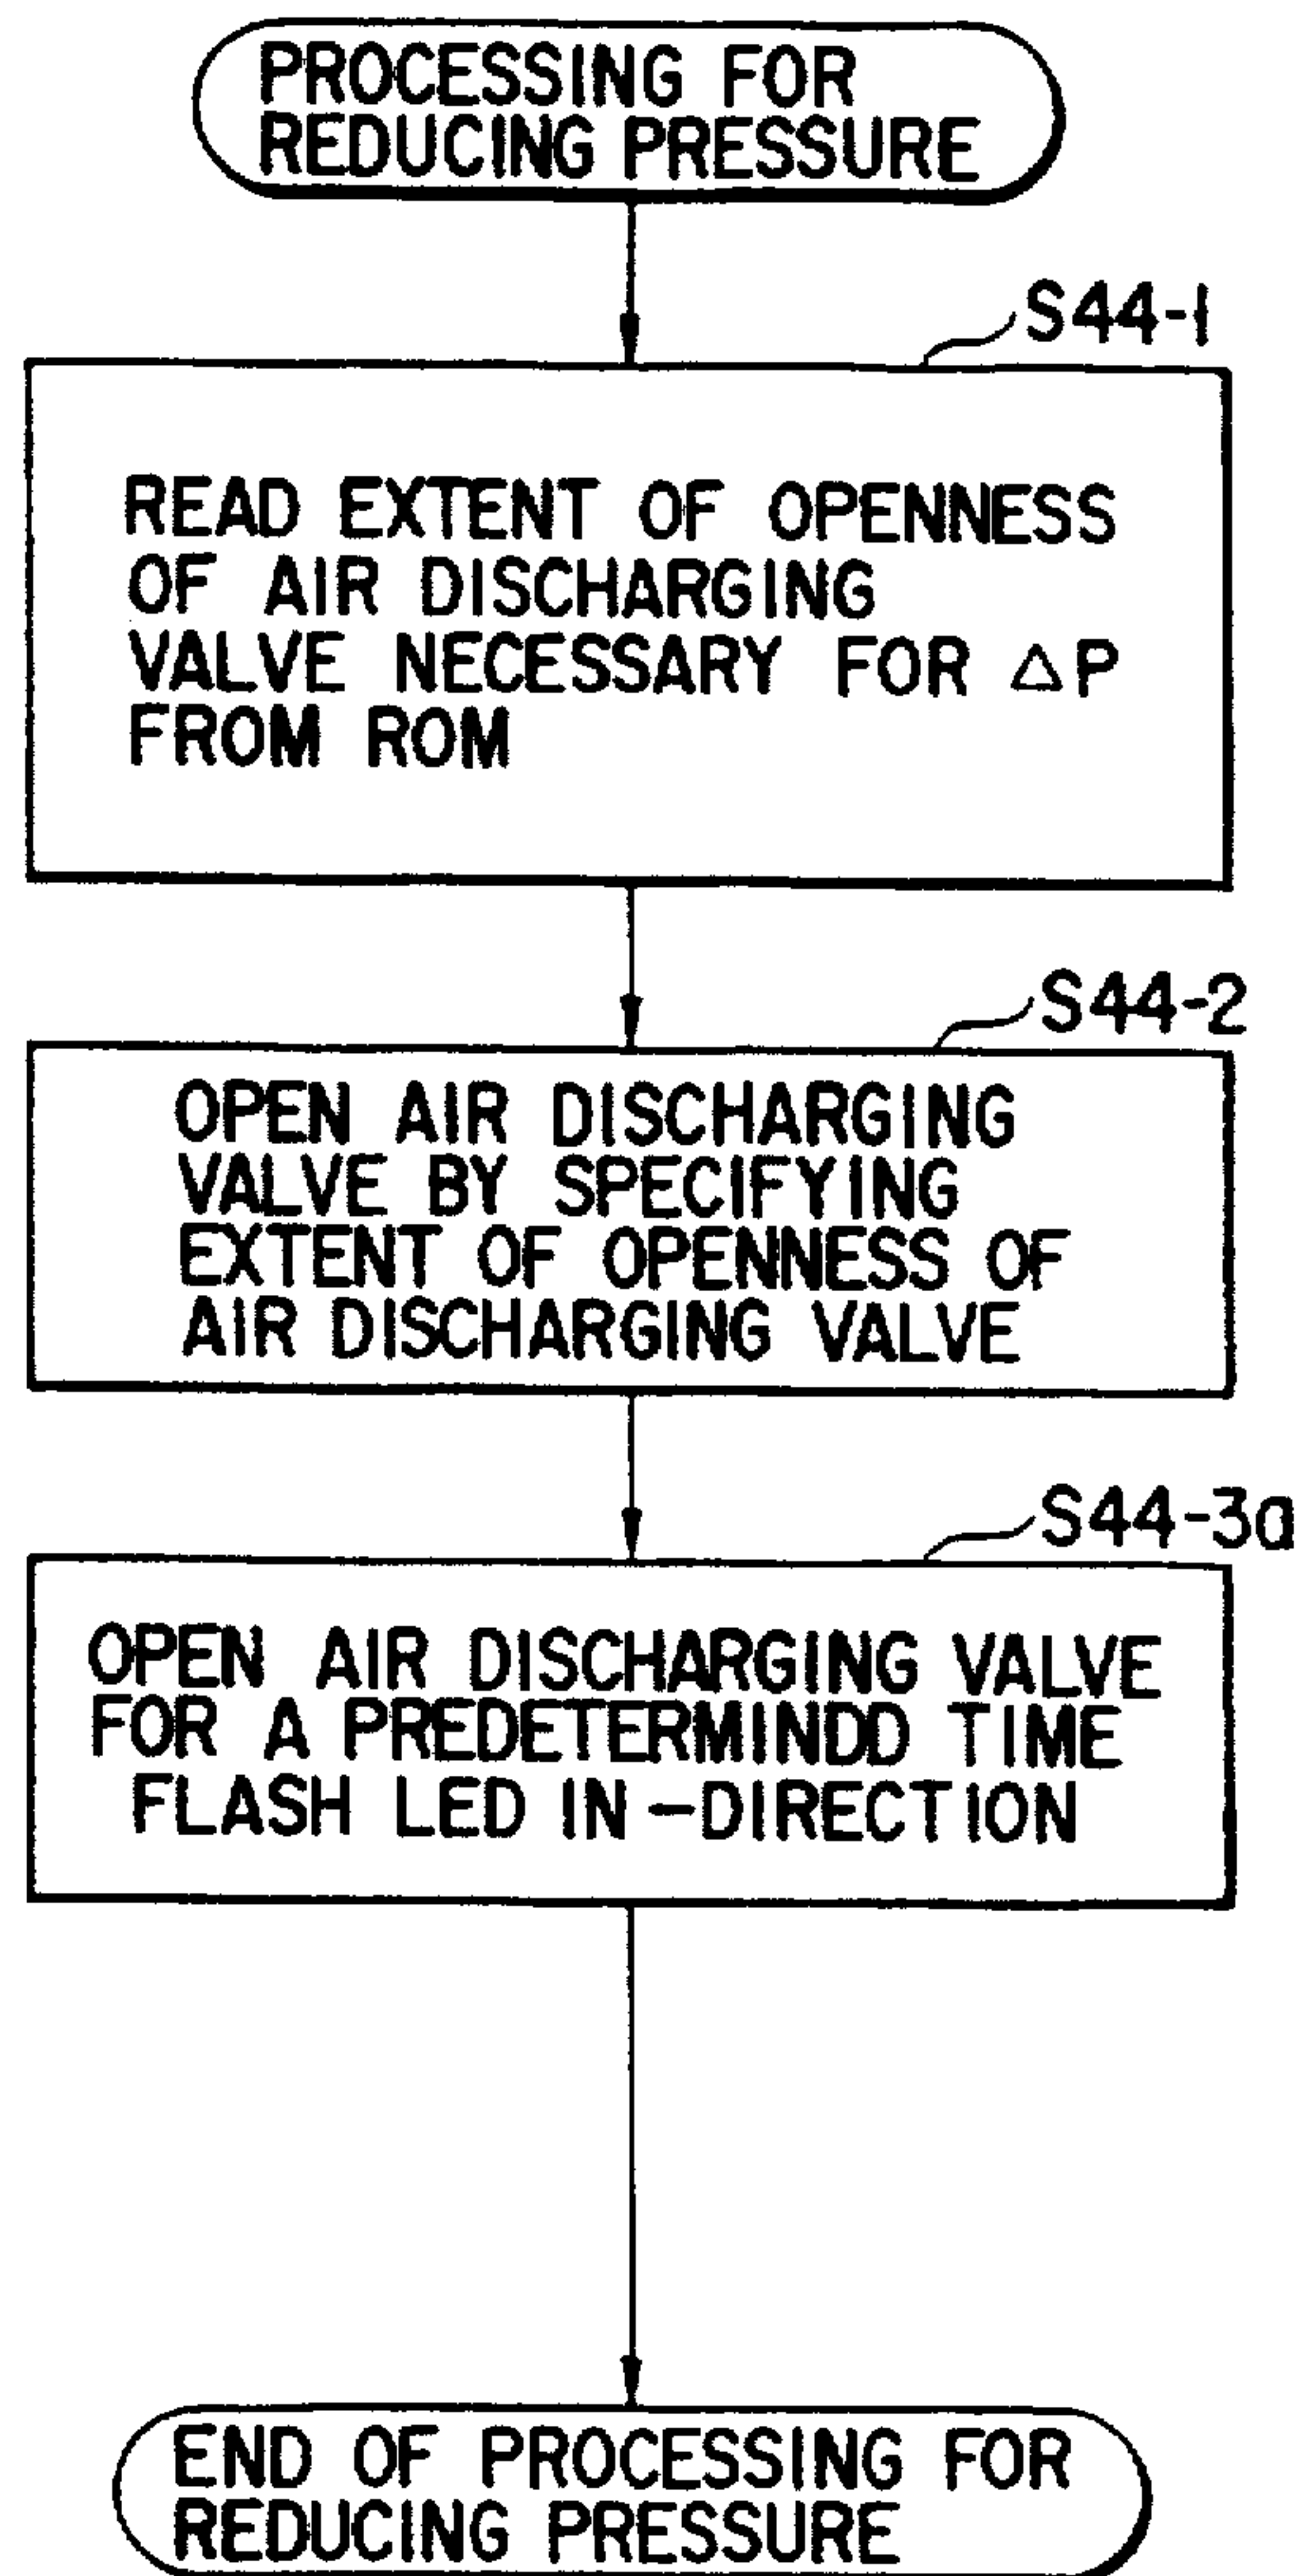 PROCESSING FOR
REDUCING PRESSURE
S44-1
READ EXTENT OF OPENNESS
OF AIR DISCHARGING
VALVE NECESSARY FOR △P
FROM ROM
S44-2
OPEN AIR DISCHARGING
VALVE BY SPECIFYING
EXTENT OF OPENNESS OF
AIR DISCHARGING VALVE
S44-3a
OPEN AIR DISCHARGING VALVE
FOR A PREDETERMINDD TIME
FLASH LED IN -DIRECTION
END OF PROCESSING FOR
REDUCING PRESSURE